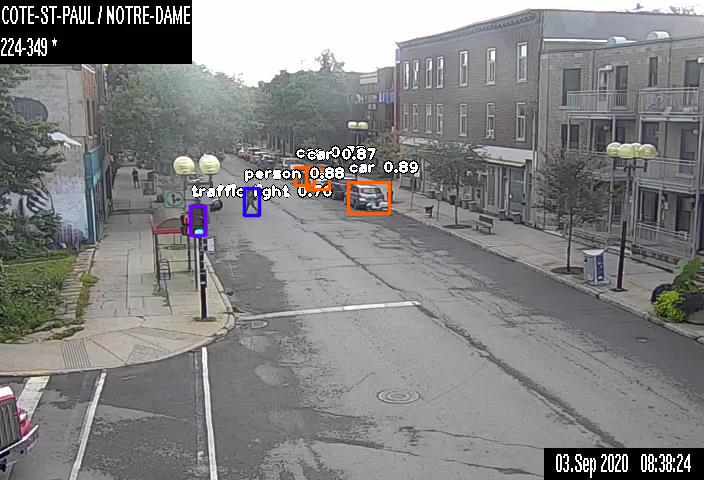 COTE-ST-PAUL / NOTRE-DAME
224-349 *
car 0.87
car 0.89
person 0.88
traffic light 0.70
03.Sep 2020 08:38:24